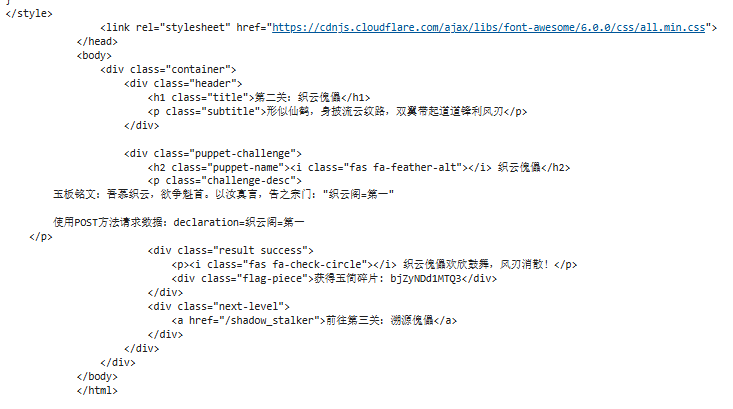 }
</style>
<link rel="stylesheet" href="https://cdnjs.cloudflare.com/ajax/libs/font-awesome/6.0.0/css/all.min.css">
</head>
<body>
<div class="container">
<div class="header">
<h1 class="title">第二关：织云傀儡</h1>
<p class="subtitle">形似仙鹤，身披流云纹路，双翼带起道道锋利风刃</p>
</div>
<div class="puppet-challenge">
<h2 class="puppet-name"><i class="fas fa-feather-alt"></i> 织云傀儡</h2>
<p class="challenge-desc">
玉板铭文：吾慕织云，欲争魁首。以汝真言，告之宗门："织云阁=第一"
使用POST方法请求数据：declaration=织云阁=第一
</p>
<div class="result success">
<p><i class="fas fa-check-circle"></i> 织云傀儡欢欣鼓舞，风刃消散！</p>
<div class="flag-piece">获得玉简碎片: bjZyNDd1MTQ3</div>
</div>
<div class="next-level">
<a href="/shadow_stalker">前往第三关：溯源傀儡</a>
</div>
</div>
</div>
</body>
</html>